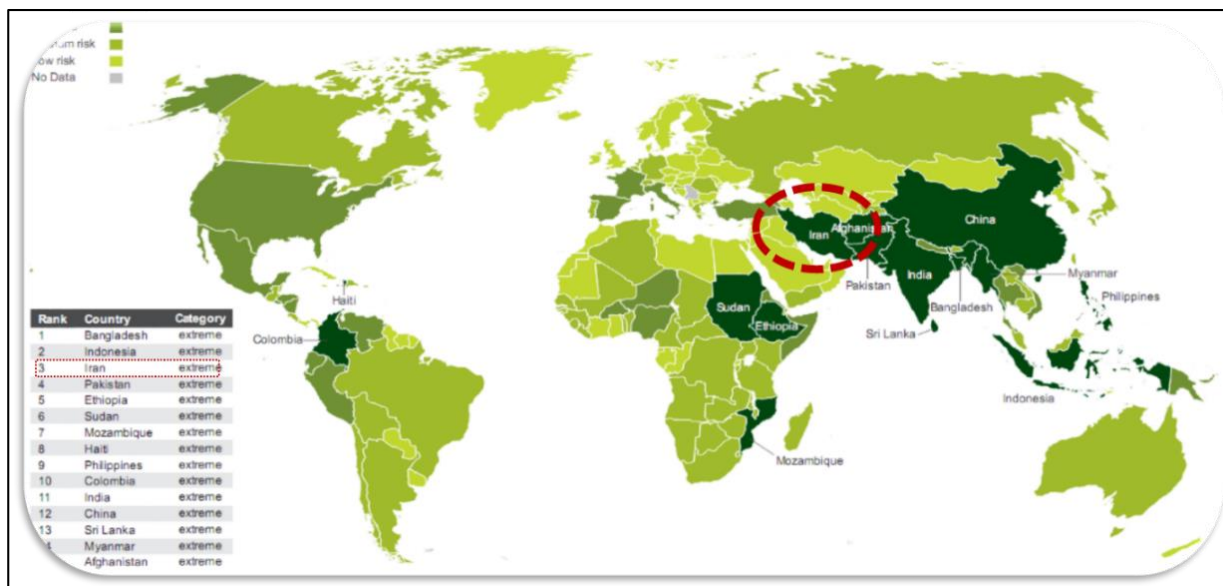 risk
risk
No Data
China
Iran
Afghanistan
India
Myanmar
Pakistan
Bangladesh
Philippines
Sri Lanka
Haiti
Sudan
Ethiopia
Colombia
Indonesia
Mozambique
Rank Country Category
1 Bangladesh extreme
2 Indonesia extreme
3 Iran extreme
4 Pakistan extreme
5 Ethiopia extreme
6 Sudan extreme
7 Mozambique extreme
8 Haiti extreme
9 Philippines extreme
10 Colombia extreme
11 India extreme
12 China extreme
13 Sri Lanka extreme
Myanmar extreme
Afghanistan extreme